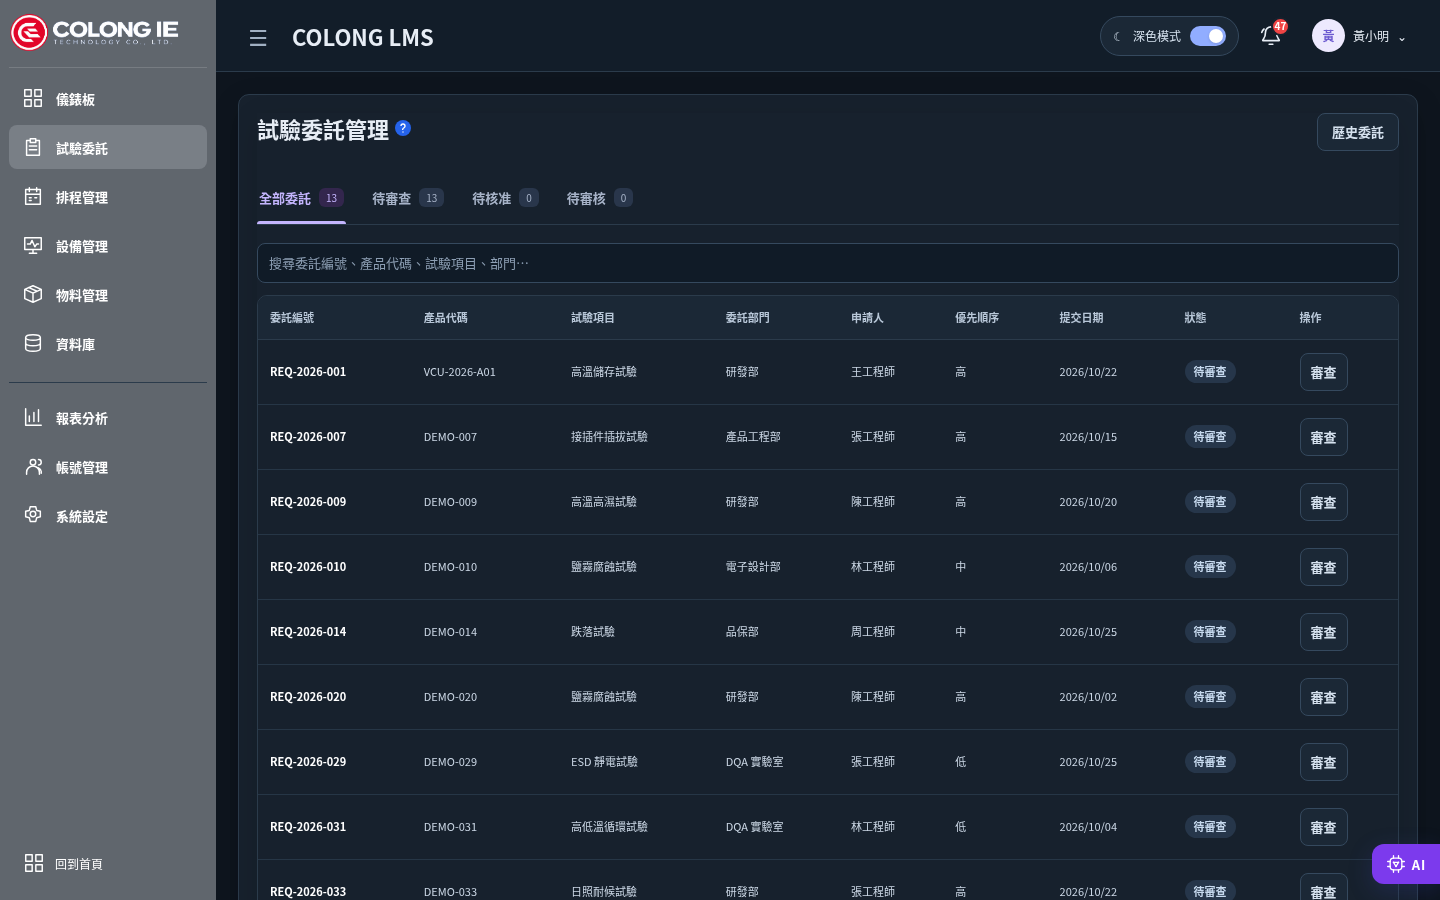 COLONG IE
TECHNOLOGY CO., LTD.
儀錶板
試驗委託
排程管理
設備管理
物料管理
資料庫
報表分析
帳號管理
系統設定
回到首頁
☰ COLONG LMS
☾ 深色模式
47
黃 黃小明
試驗委託管理 ?
歷史委託
全部委託 13 待審查 13 待核准 0 待審核 0
搜尋委託編號、產品代碼、試驗項目、部門…
委託編號 產品代碼 試驗項目 委託部門 申請人 優先順序 提交日期 狀態 操作
REQ-2026-001 VCU-2026-A01 高溫儲存試驗 研發部 王工程師 高 2026/10/22 待審查 審查
REQ-2026-007 DEMO-007 接插件插拔試驗 產品工程部 張工程師 高 2026/10/15 待審查 審查
REQ-2026-009 DEMO-009 高溫高濕試驗 研發部 陳工程師 高 2026/10/20 待審查 審查
REQ-2026-010 DEMO-010 鹽霧腐蝕試驗 電子設計部 林工程師 中 2026/10/06 待審查 審查
REQ-2026-014 DEMO-014 跌落試驗 品保部 周工程師 中 2026/10/25 待審查 審查
REQ-2026-020 DEMO-020 鹽霧腐蝕試驗 研發部 陳工程師 高 2026/10/02 待審查 審查
REQ-2026-029 DEMO-029 ESD 靜電試驗 DQA 實驗室 張工程師 低 2026/10/25 待審查 審查
REQ-2026-031 DEMO-031 高低溫循環試驗 DQA 實驗室 林工程師 低 2026/10/04 待審查 審查
REQ-2026-033 DEMO-033 日照耐候試驗 研發部 張工程師 高 2026/10/22 待審查 審查
AI